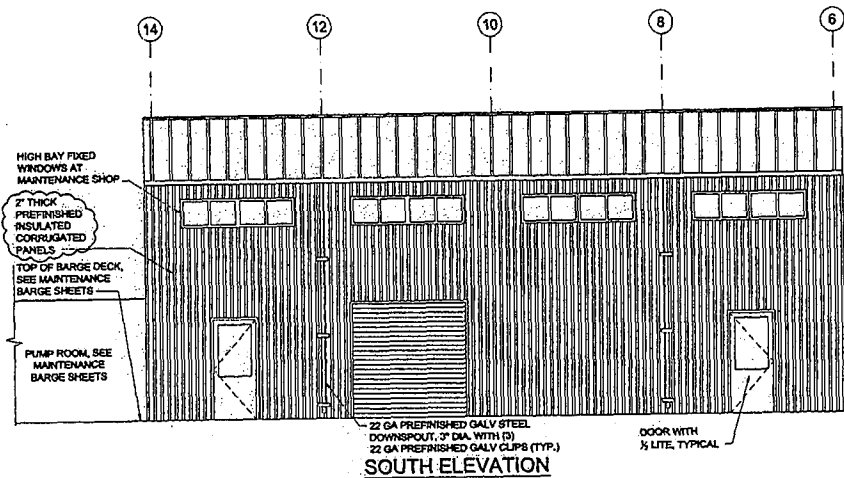 14
12
10
8
6
HIGH BAY FIXED
WINDOWS AT
MAINTENANCE SHOP
2" THICK
PREFINISHED
INSULATED
CORRUGATED
PANELS
TOP OF BARGE DECK,
SEE MAINTENANCE
BARGE SHEETS
PUMP ROOM, SEE
MAINTENANCE
BARGE SHEETS
22 GA PREFINISHED GALV STEEL
DOWNSPOUT, 3" DIA. WITH (3)
22 GA PREFINISHED GALV CLIPS (TYP.)
DOOR WITH
½ LITE, TYPICAL
SOUTH ELEVATION